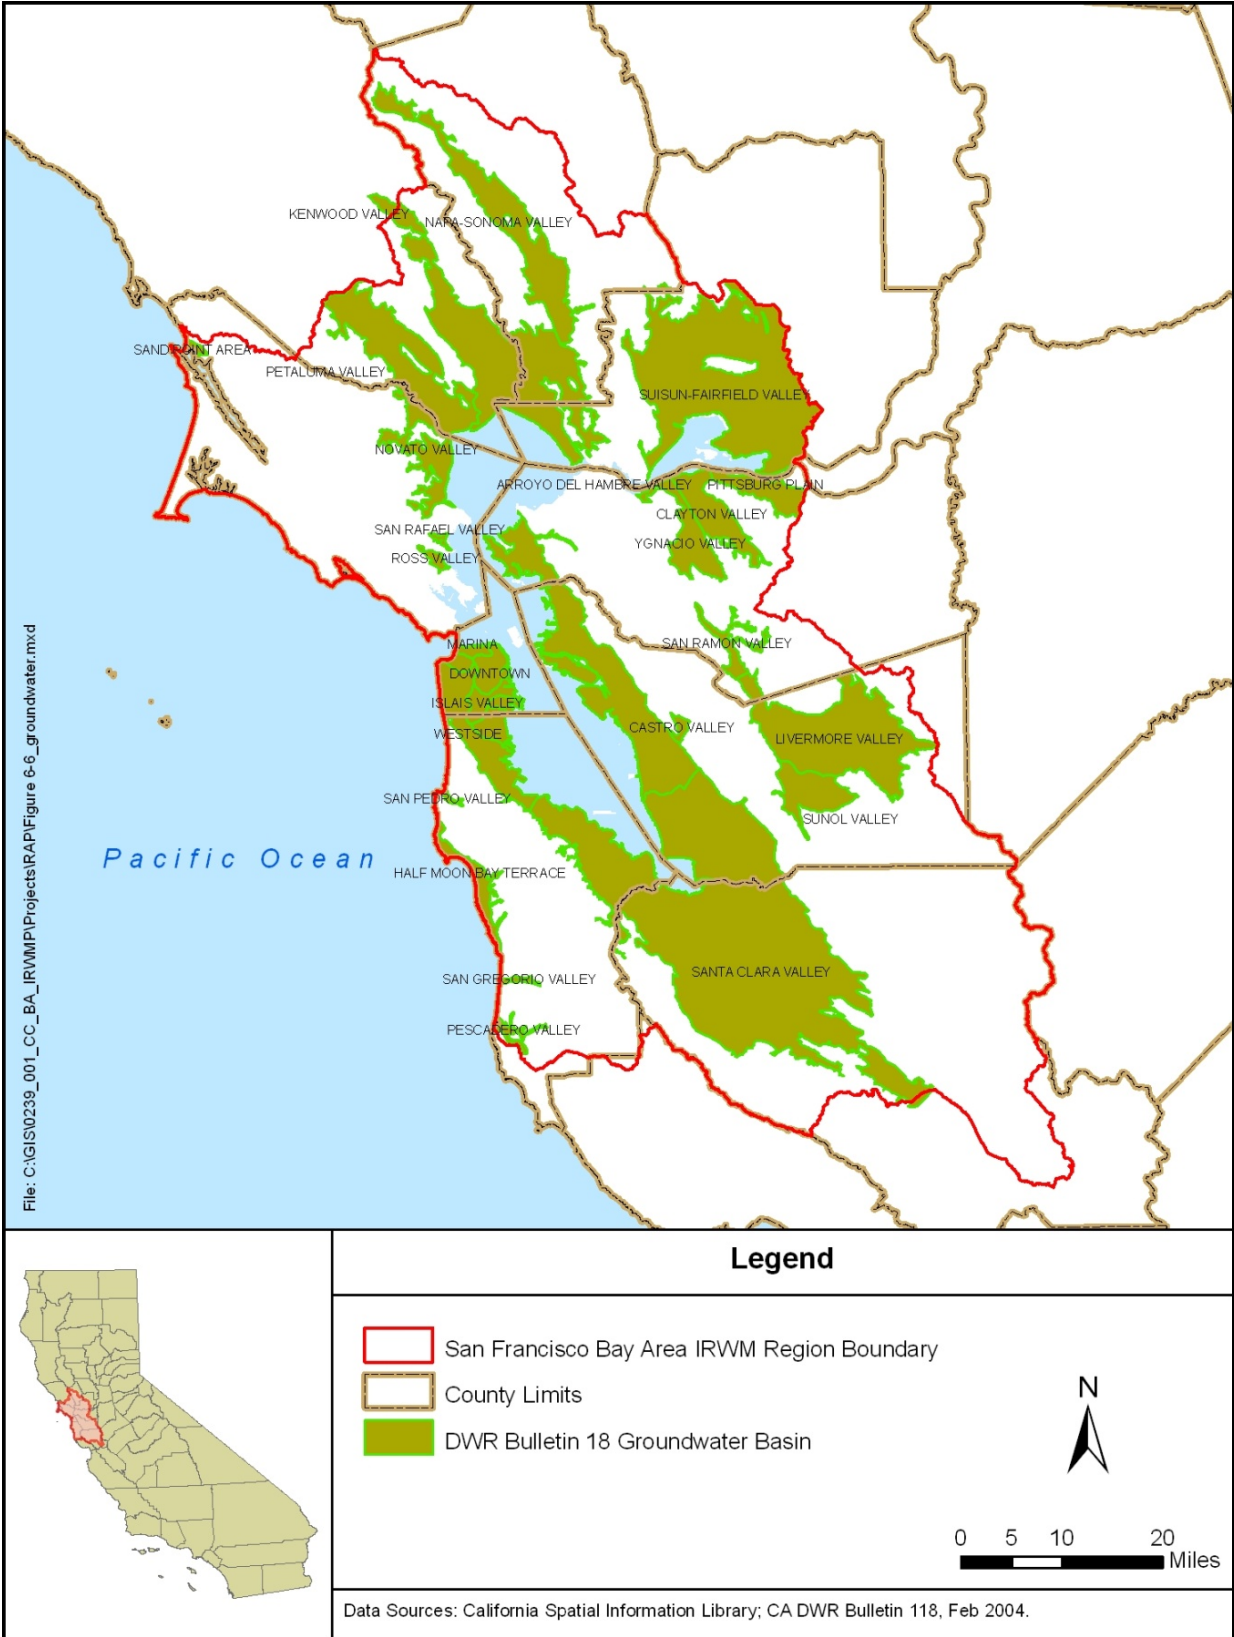 KENWOOD VALLEY
NAPA-SONOMA VALLEY
SAND POINT AREA
PETALUMA VALLEY
SUISUN-FAIRFIELD VALLEY
NOVATO VALLEY
ARROYO DEL HAMBRE VALLEY
PITTSBURG PLAIN
CLAYTON VALLEY
SAN RAFAEL VALLEY
YGNACIO VALLEY
ROSS VALLEY
MARINA
SAN RAMON VALLEY
DOWNTOWN
ISLAIS VALLEY
CASTRO VALLEY
WESTSIDE
LIVERMORE VALLEY
SAN PEDRO VALLEY
SUNOL VALLEY
Pacific Ocean
HALF MOON BAY TERRACE
SANTA CLARA VALLEY
SAN GREGORIO VALLEY
PESCADERO VALLEY
File: C:\GIS\0239_001_CC_BA_IRWMP\Projects\RAP\Figure 6-6_groundwater.mxd
Legend
San Francisco Bay Area IRWM Region Boundary
County Limits
DWR Bulletin 18 Groundwater Basin
N
0 5 10 20
Miles
Data Sources: California Spatial Information Library; CA DWR Bulletin 118, Feb 2004.